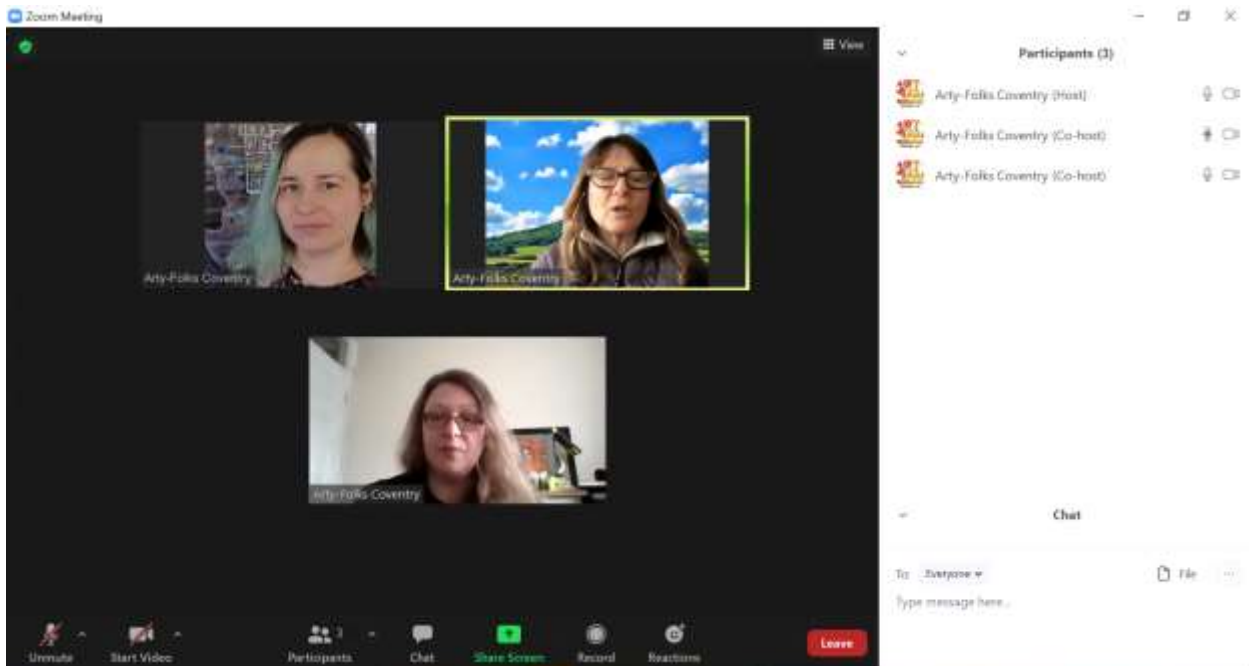 Zoom Meeting
View
Participants (3)
Arty-Folks Coventry (Host)
Arty-Folks Coventry (Co-host)
Arty-Folks Coventry (Co-host)
Arty-Folks Coventry
Arty-Folks Coventry
Arty-Folks Coventry
Chat
To: Everyone
File
Type message here...
Unmute
Start Video
Participants
3
Chat
Share Screen
Record
Reactions
Leave